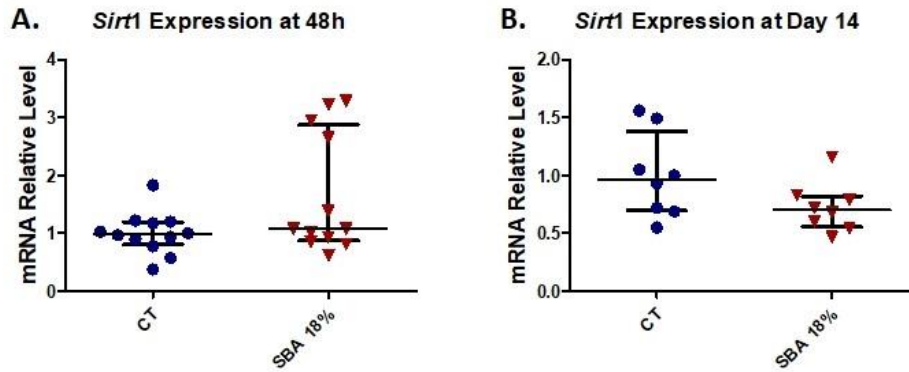 A. Sirt1 Expression at 48h
mRNA Relative Level
4
3
2
1
0
CT
SBA 18%
B. Sirt1 Expression at Day 14
mRNA Relative Level
2.0
1.5
1.0
0.5
0.0
CT
SBA 18%